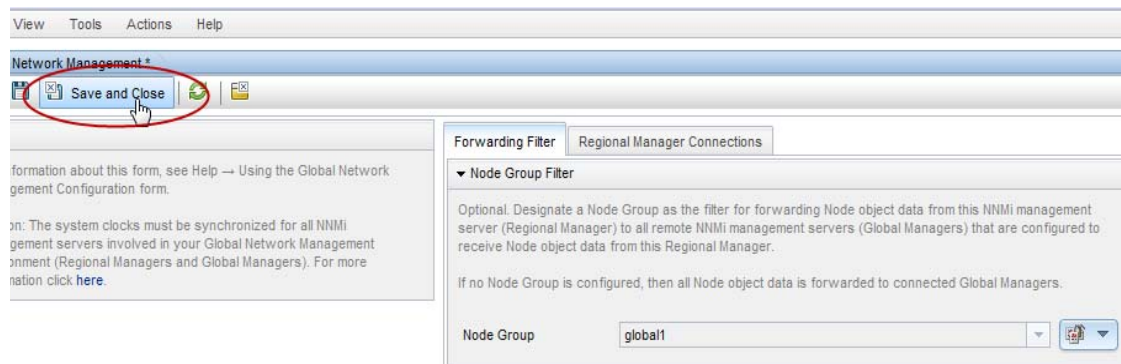 View Tools Actions Help
Network Management *
Save and Close
Forwarding Filter Regional Manager Connections
formation about this form, see Help → Using the Global Network
gement Configuration form.
on: The system clocks must be synchronized for all NNMi
gement servers involved in your Global Network Management
onment (Regional Managers and Global Managers). For more
mation click here.
Node Group Filter
Optional. Designate a Node Group as the filter for forwarding Node object data from this NNMi management
server (Regional Manager) to all remote NNMi management servers (Global Managers) that are configured to
receive Node object data from this Regional Manager.
If no Node Group is configured, then all Node object data is forwarded to connected Global Managers.
Node Group global1